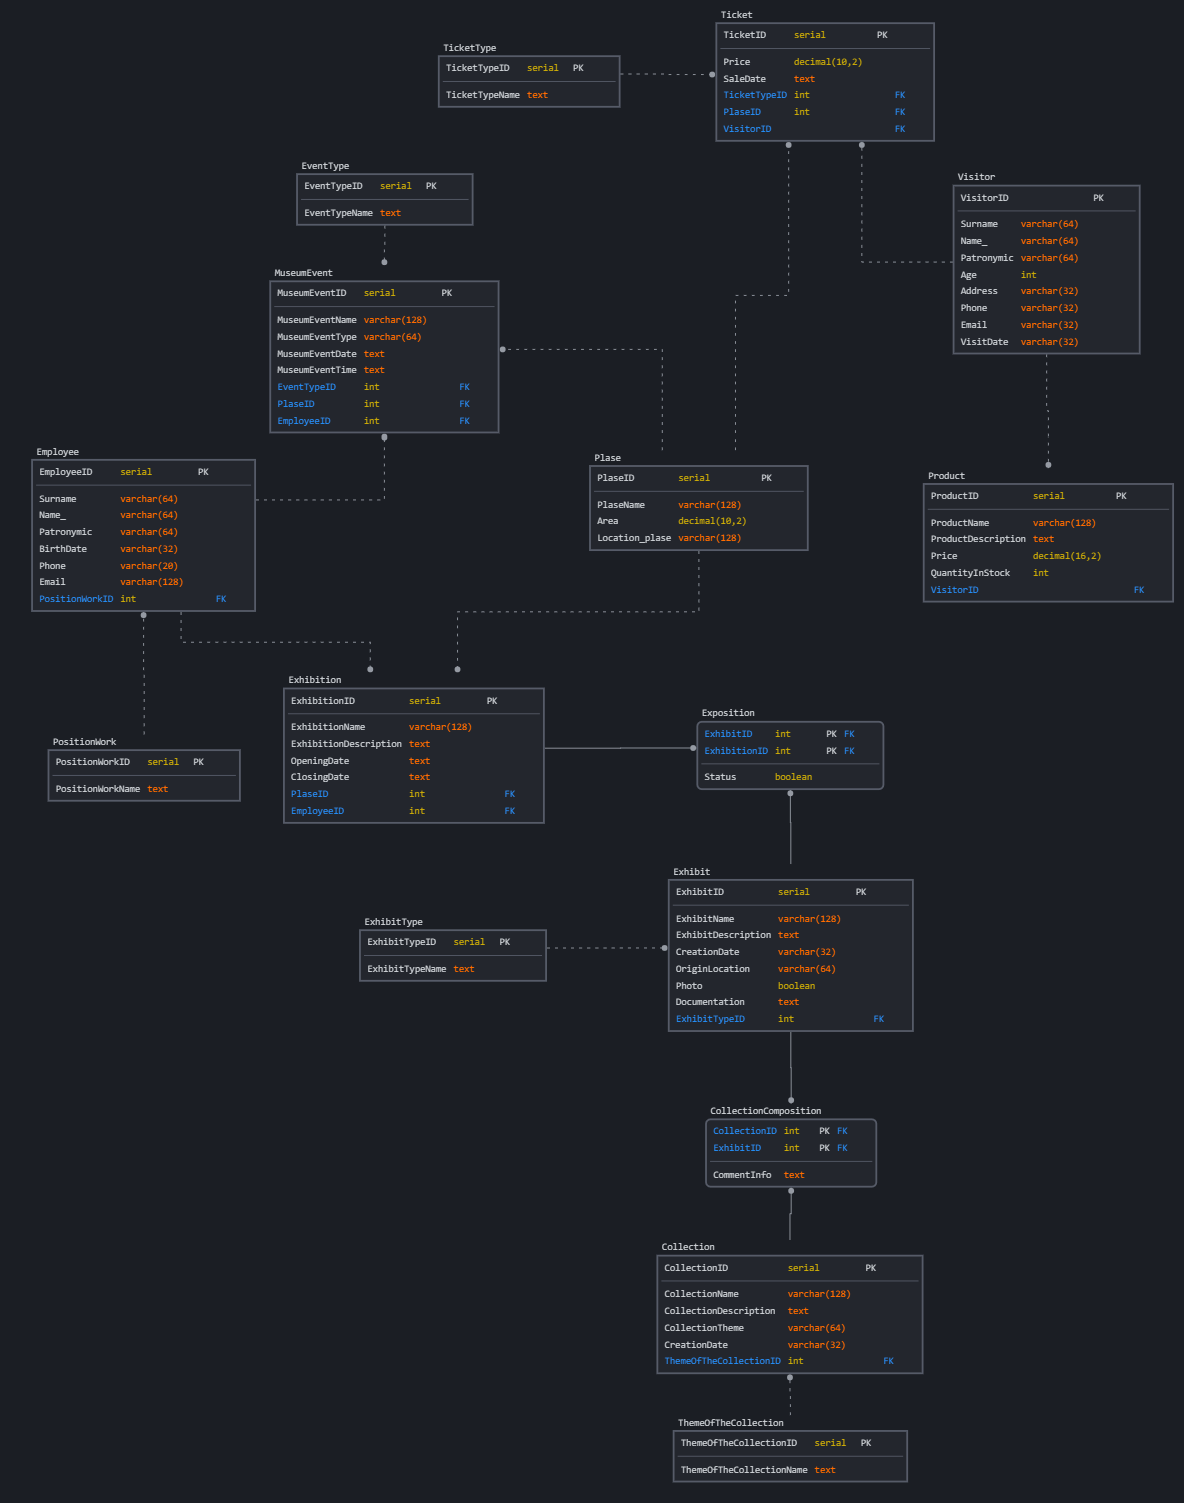 Ticket
TicketID serial PK
Price decimal(10,2)
SaleDate text
TicketTypeID int FK
PlaseID int FK
VisitorID FK
TicketType
TicketTypeID serial PK
TicketTypeName text
EventType
EventTypeID serial PK
EventTypeName text
Visitor
VisitorID PK
Surname varchar(64)
Name_ varchar(64)
Patronymic varchar(64)
Age int
Address varchar(32)
Phone varchar(32)
Email varchar(32)
VisitDate varchar(32)
MuseumEvent
MuseumEventID serial PK
MuseumEventName varchar(128)
MuseumEventType varchar(64)
MuseumEventDate text
MuseumEventTime text
EventTypeID int FK
PlaseID int FK
EmployeeID int FK
Employee
EmployeeID serial PK
Surname varchar(64)
Name_ varchar(64)
Patronymic varchar(64)
BirthDate varchar(32)
Phone varchar(20)
Email varchar(128)
PositionWorkID int FK
Plase
PlaseID serial PK
PlaseName varchar(128)
Area decimal(10,2)
Location_plase varchar(128)
Product
ProductID serial PK
ProductName varchar(128)
ProductDescription text
Price decimal(16,2)
QuantityInStock int
VisitorID FK
Exhibition
ExhibitionID serial PK
ExhibitionName varchar(128)
ExhibitionDescription text
OpeningDate text
ClosingDate text
PlaseID int FK
EmployeeID int FK
Exposition
ExhibitID int PK FK
ExhibitionID int PK FK
Status boolean
PositionWork
PositionWorkID serial PK
PositionWorkName text
Exhibit
ExhibitID serial PK
ExhibitName varchar(128)
ExhibitDescription text
CreationDate varchar(32)
OriginLocation varchar(64)
Photo boolean
Documentation text
ExhibitTypeID int FK
ExhibitType
ExhibitTypeID serial PK
ExhibitTypeName text
CollectionComposition
CollectionID int PK FK
ExhibitID int PK FK
CommentInfo text
Collection
CollectionID serial PK
CollectionName varchar(128)
CollectionDescription text
CollectionTheme varchar(64)
CreationDate varchar(32)
ThemeOfTheCollectionID int FK
ThemeOfTheCollection
ThemeOfTheCollectionID serial PK
ThemeOfTheCollectionName text